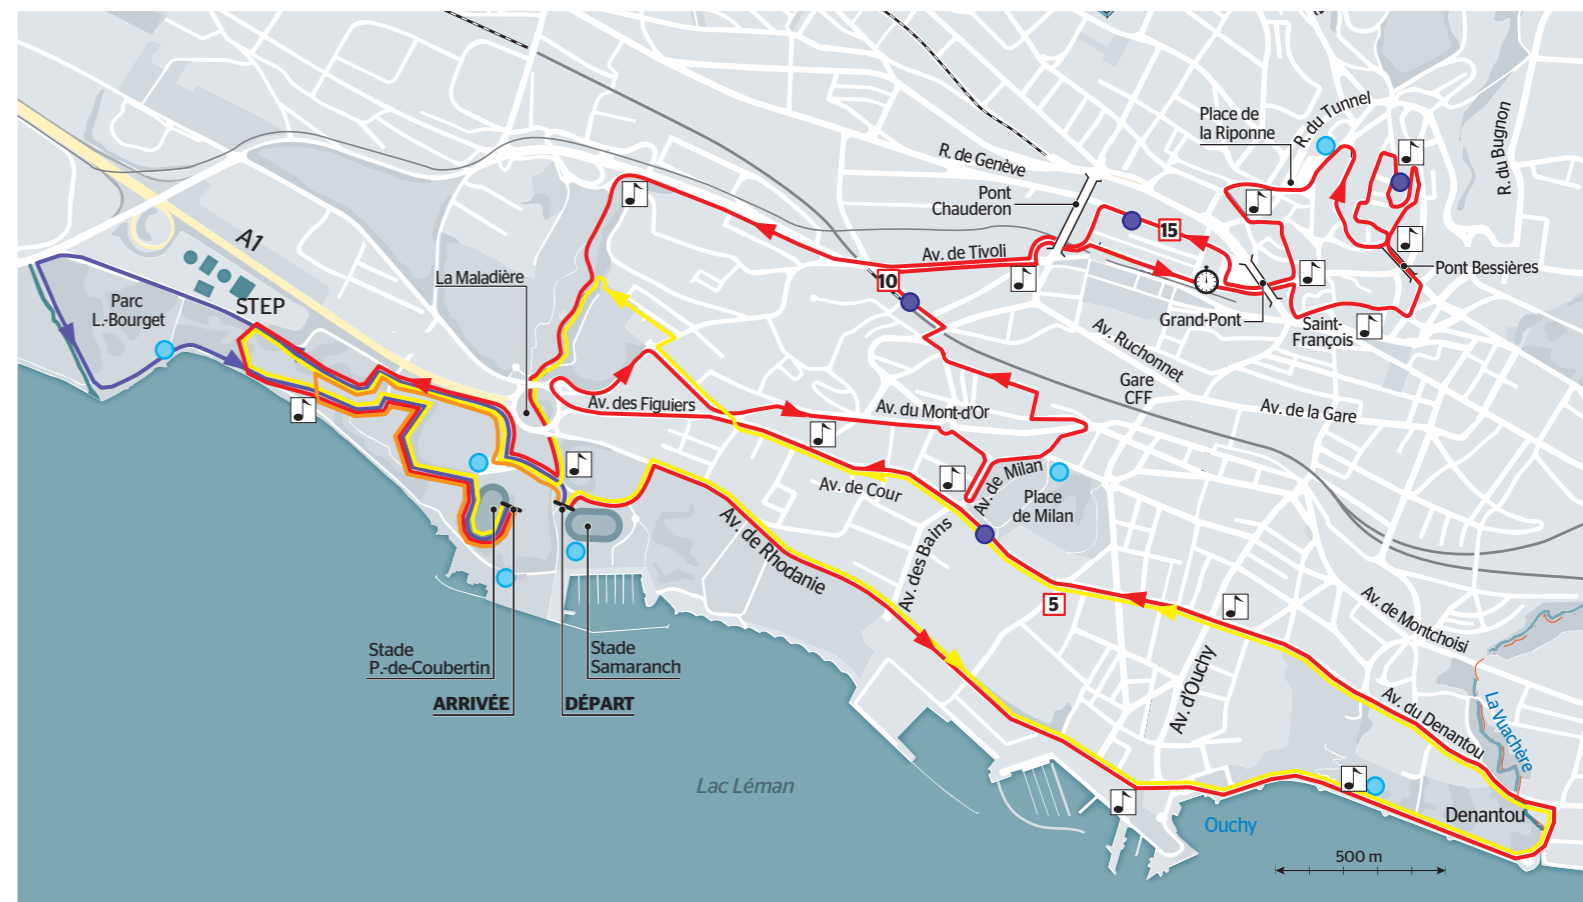 Place de
la Riponne
R. du Tunnel
R. du Bugnon
R. de Genève
Pont
Chauderon
A1
Av. de Tivoli
15
Pont Bessières
La Maladière
10
Parc
L.-Bourget
STEP
Grand-Pont
Saint-
François
Av. Ruchonnet
Gare
CFF
Av. de la Gare
Av. des Figuiers
Av. du Mont-d'Or
Av. de Cour
Av. de Milan
Place
de Milan
Av. de Rhodanie
Av. des Bains
5
Av. de Montchoisi
Stade
P.-de-Coubertin
Stade
Samaranch
ARRIVÉE
DÉPART
Av. d'Ouchy
Av. du Denantou
La Vuachère
Lac Léman
Ouchy
Denantou
500 m